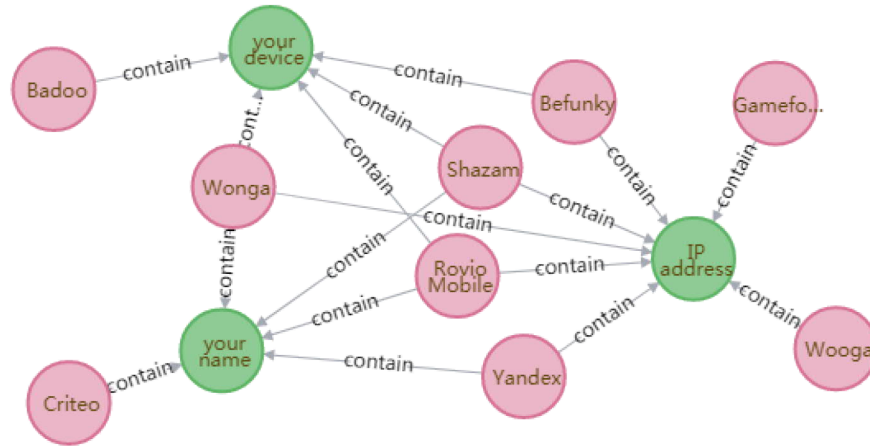 your
device
contain
Badoo
cont...
contain
Befunky
Gamefo...
contain
Shazam
contain
contain
contain
Wonga
contain
contain
contain
contain
contain
IP
address
Rovio
Mobile
contain
contain
contain
contain
Wooga
your
name
contain
contain
Yandex
Criteo